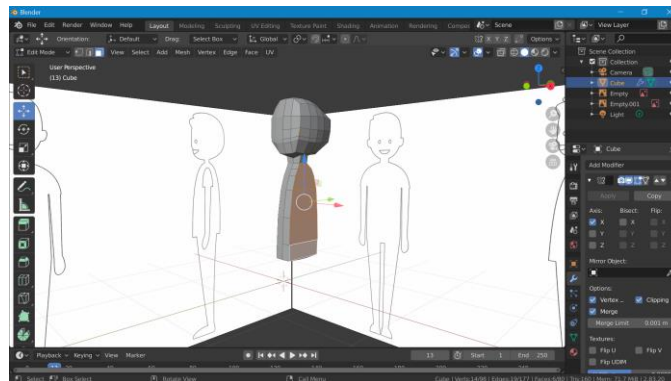 Blender
File Edit Render Window Help Layout Modeling Sculpting UV Editing Texture Paint Shading Animation Rendering Compos Scene View Layer
Orientation: Default Drag: Select Box Global X Y Z Options
Edit Mode View Select Add Mesh Vertex Edge Face UV
User Perspective
(13) Cube
Scene Collection
Collection
Camera
Cube
Empty
Empty.001
Light
Cube
Add Modifier
Apply Copy
Axis: Bisect: Flip:
X X X
Y Y Y
Z Z Z
Mirror Object:
Options:
Vertex ... Clipping
Merge
Merge Limit 0.001 m
Textures:
Flip U Flip V
Flip UDIM
Playback Keying View Marker 13 Start 1 End 250
Select Box Select Rotate View Call Menu